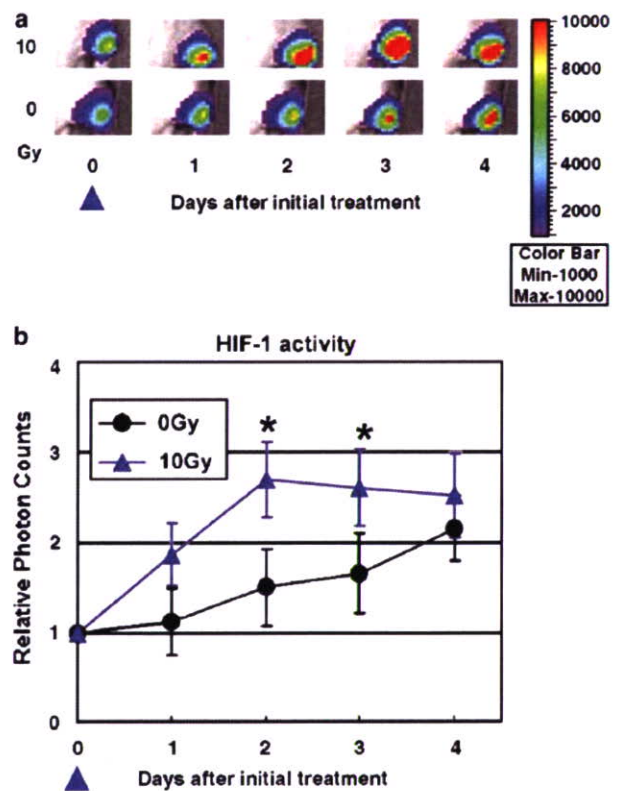 a
10
0
Gy
0 1 2 3 4
Days after initial treatment
10000
8000
6000
4000
2000
Color Bar
Min-1000
Max-10000
b
HIF-1 activity
Relative Photon Counts
4
3
2
1
0
0Gy
10Gy
*
*
0 1 2 3 4
Days after initial treatment